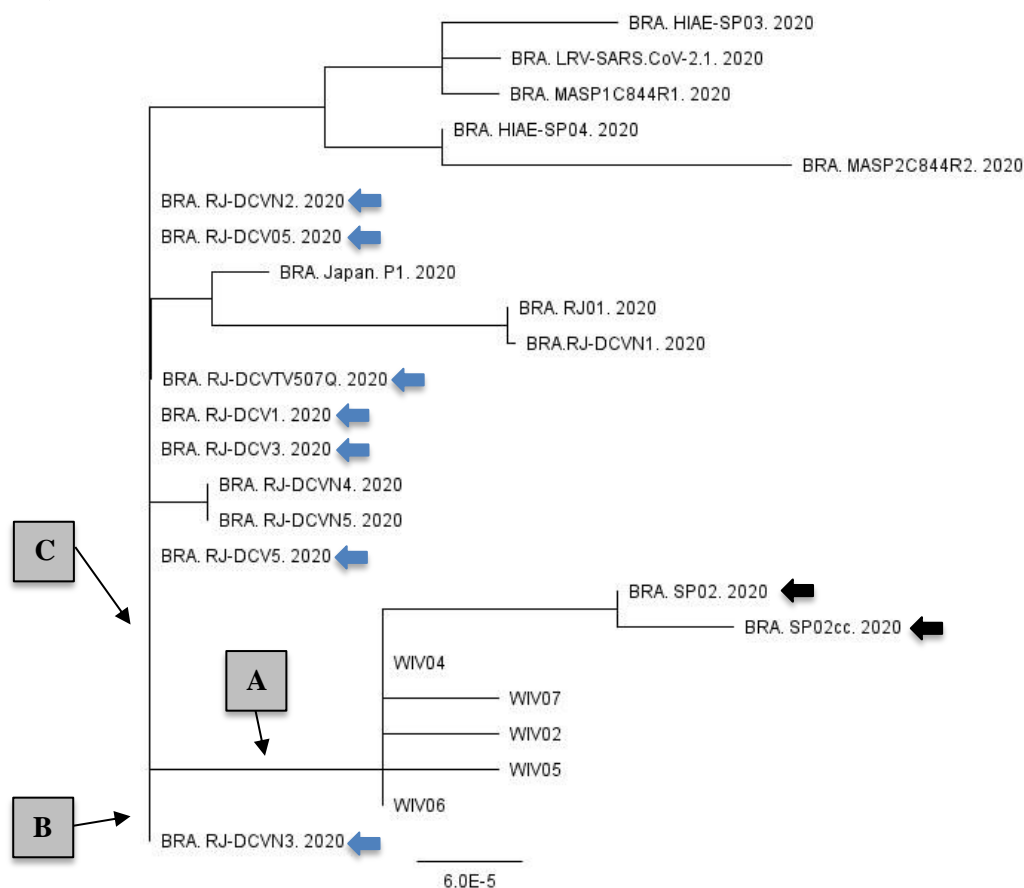 BRA. HIAE-SP03. 2020
BRA. LRV-SARS.CoV-2.1. 2020
BRA. MASP1C844R1. 2020
BRA. HIAE-SP04. 2020
BRA. MASP2C844R2. 2020
BRA. RJ-DCVN2. 2020
BRA. RJ-DCV05. 2020
BRA. Japan. P1. 2020
BRA. RJ01. 2020
BRA.RJ-DCVN1. 2020
BRA. RJ-DCVTV507Q. 2020
BRA. RJ-DCV1. 2020
BRA. RJ-DCV3. 2020
BRA. RJ-DCVN4. 2020
BRA. RJ-DCVN5. 2020
C
BRA. RJ-DCV5. 2020
BRA. SP02. 2020
BRA. SP02cc. 2020
WIV04
A
WIV07
WIV02
WIV05
WIV06
B
BRA. RJ-DCVN3. 2020
6.0E-5